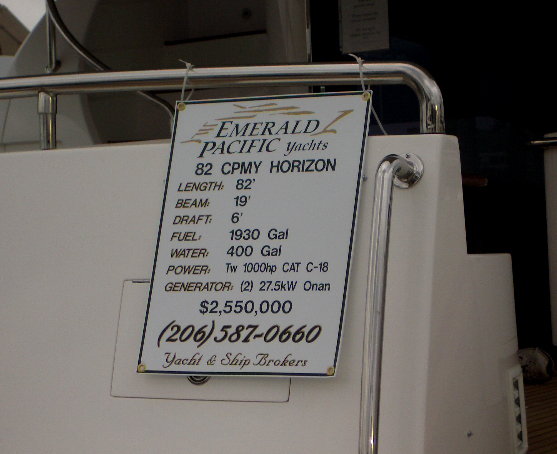 EMERALD
PACIFIC Yachts
82 CPMY HORIZON
LENGTH: 82'
BEAM: 19'
DRAFT: 6'
FUEL: 1930 Gal
WATER: 400 Gal
POWER: Tw 1000hp CAT C-18
GENERATOR: (2) 27.5kW Onan
$2,550,000
(206)587-0660
Yacht & Ship Brokers